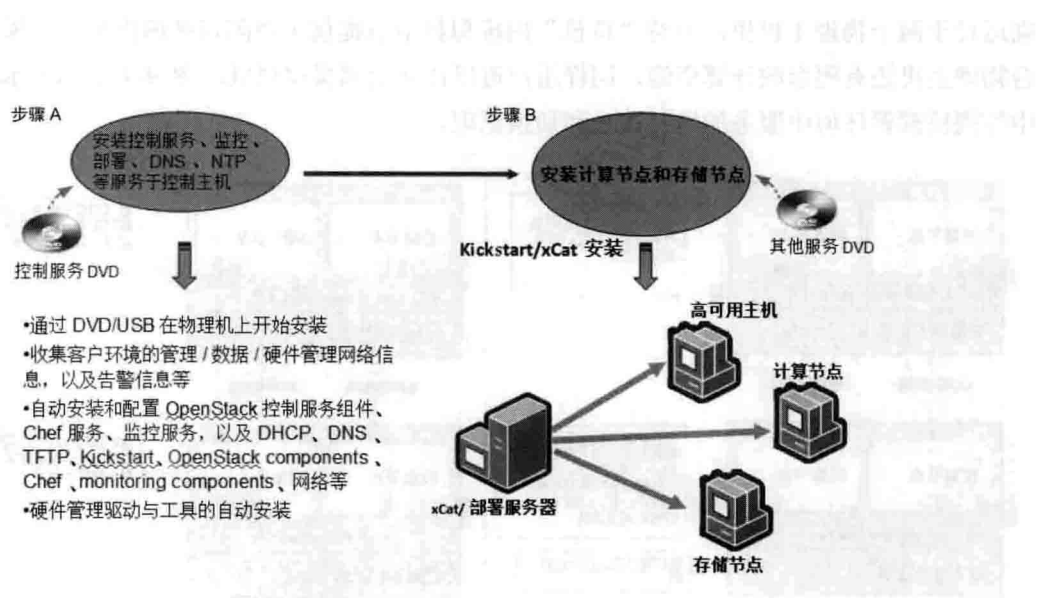 步骤 A
安装控制服务、监控、
部署、DNS 、NTP
等服务于控制主机
控制服务 DVD
步骤 B
安装计算节点和存储节点
其他服务 DVD
Kickstart/xCat 安装
•通过 DVD/USB 在物理机上开始安装
•收集客户环境的管理 / 数据 / 硬件管理网络信
息，以及告警信息等
•自动安装和配置 OpenStack 控制服务组件、
Chef 服务、监控服务，以及 DHCP、DNS 、
TFTP、Kickstart、OpenStack components 、
Chef 、monitoring components 、网络等
•硬件管理驱动与工具的自动安装
高可用主机
计算节点
xCat/ 部署服务器
存储节点